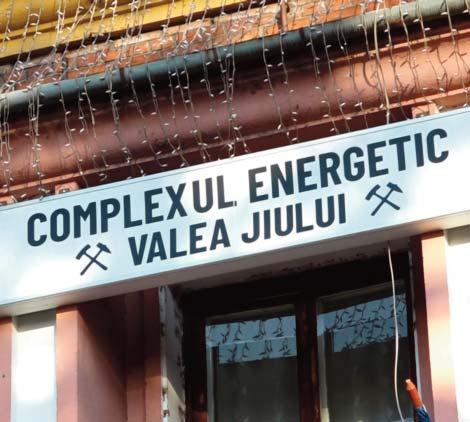 COMPLEXUL ENERGETIC
VALEA JIULUI